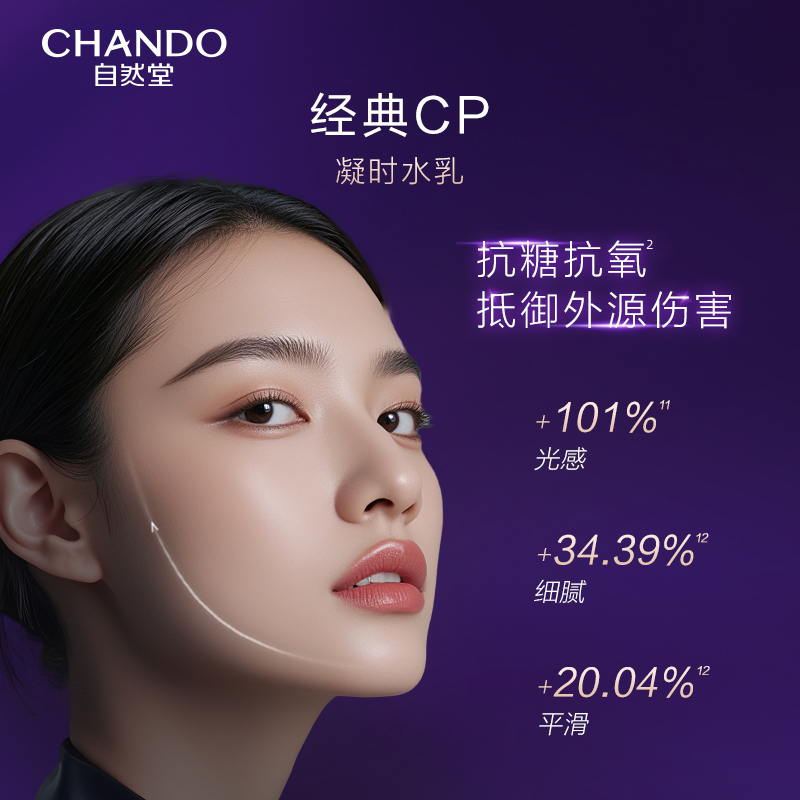 CHANDO
自然堂
经典CP
凝时水乳
抗糖抗氧²
抵御外源伤害
+101%¹¹
光感
+34.39%¹²
细腻
+20.04%¹²
平滑